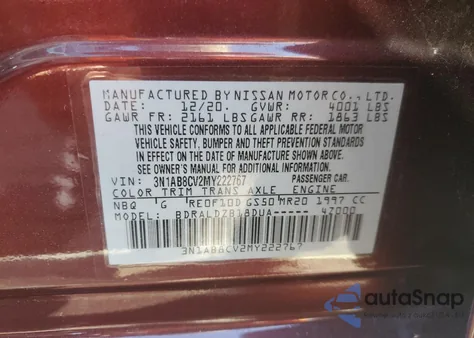 MANUFACTURED BY NISSAN MOTOR CO., LTD.
DATE: 12/20. GVWR: 4001 LBS
GAWR FR: 2161 LBS GAWR RR: 1863 LBS
THIS VEHICLE CONFORMS TO ALL APPLICABLE FEDERAL MOTOR
VEHICLE SAFETY, BUMPER AND THEFT PREVENTION STANDARDS
IN EFFECT ON THE DATE OF MANUFACTURE SHOWN ABOVE.
SEE OWNER'S MANUAL FOR ADDITIONAL INFORMATION
VIN: 3N1AB8CV2MY222767 PASSENGER CAR
COLOR TRIM TRANS AXLE ENGINE
NBQ G RE0F10D GS50 MR20 1997 CC
MODEL: BDRALDZB18DUA- 4Z000
3N1AB8CV2MY222767
autoSnap